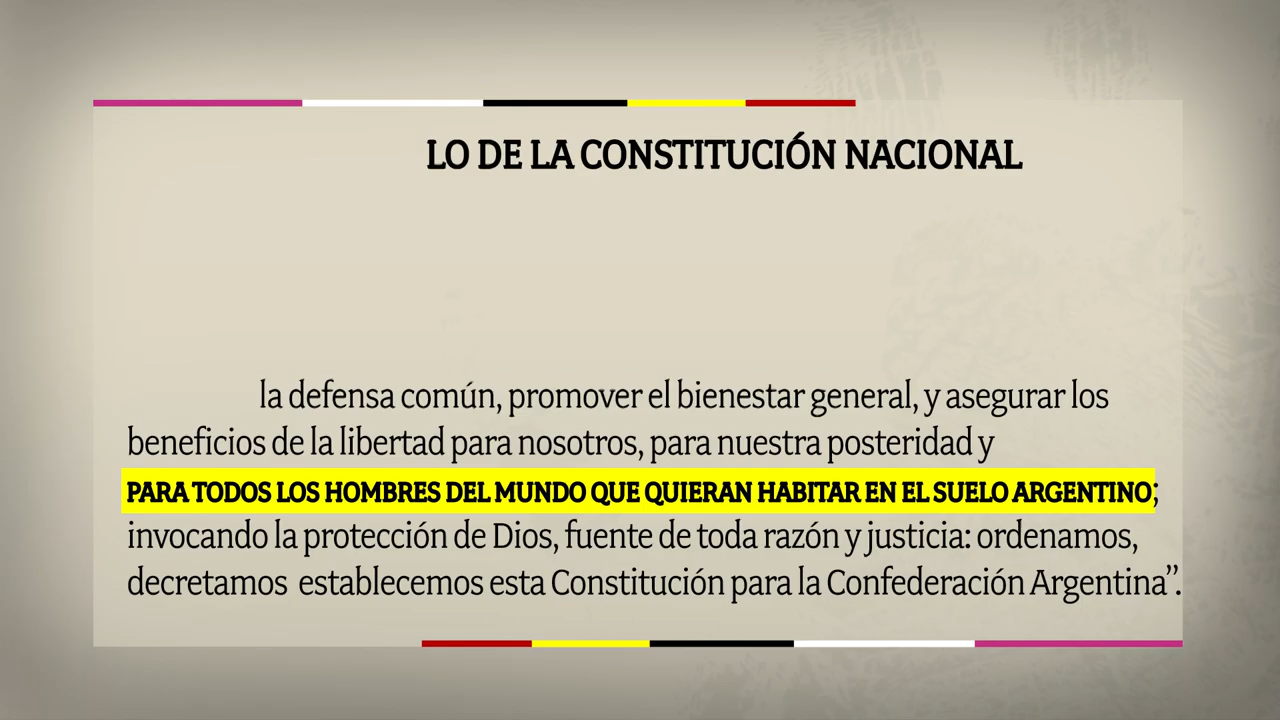 LO DE LA CONSTITUCIÓN NACIONAL
la defensa común, promover el bienestar general, y asegurar los
beneficios de la libertad para nosotros, para nuestra posteridad y
PARA TODOS LOS HOMBRES DEL MUNDO QUE QUIERAN HABITAR EN EL SUELO ARGENTINO;
invocando la protección de Dios, fuente de toda razón y justicia: ordenamos,
decretamos establecemos esta Constitución para la Confederación Argentina”.